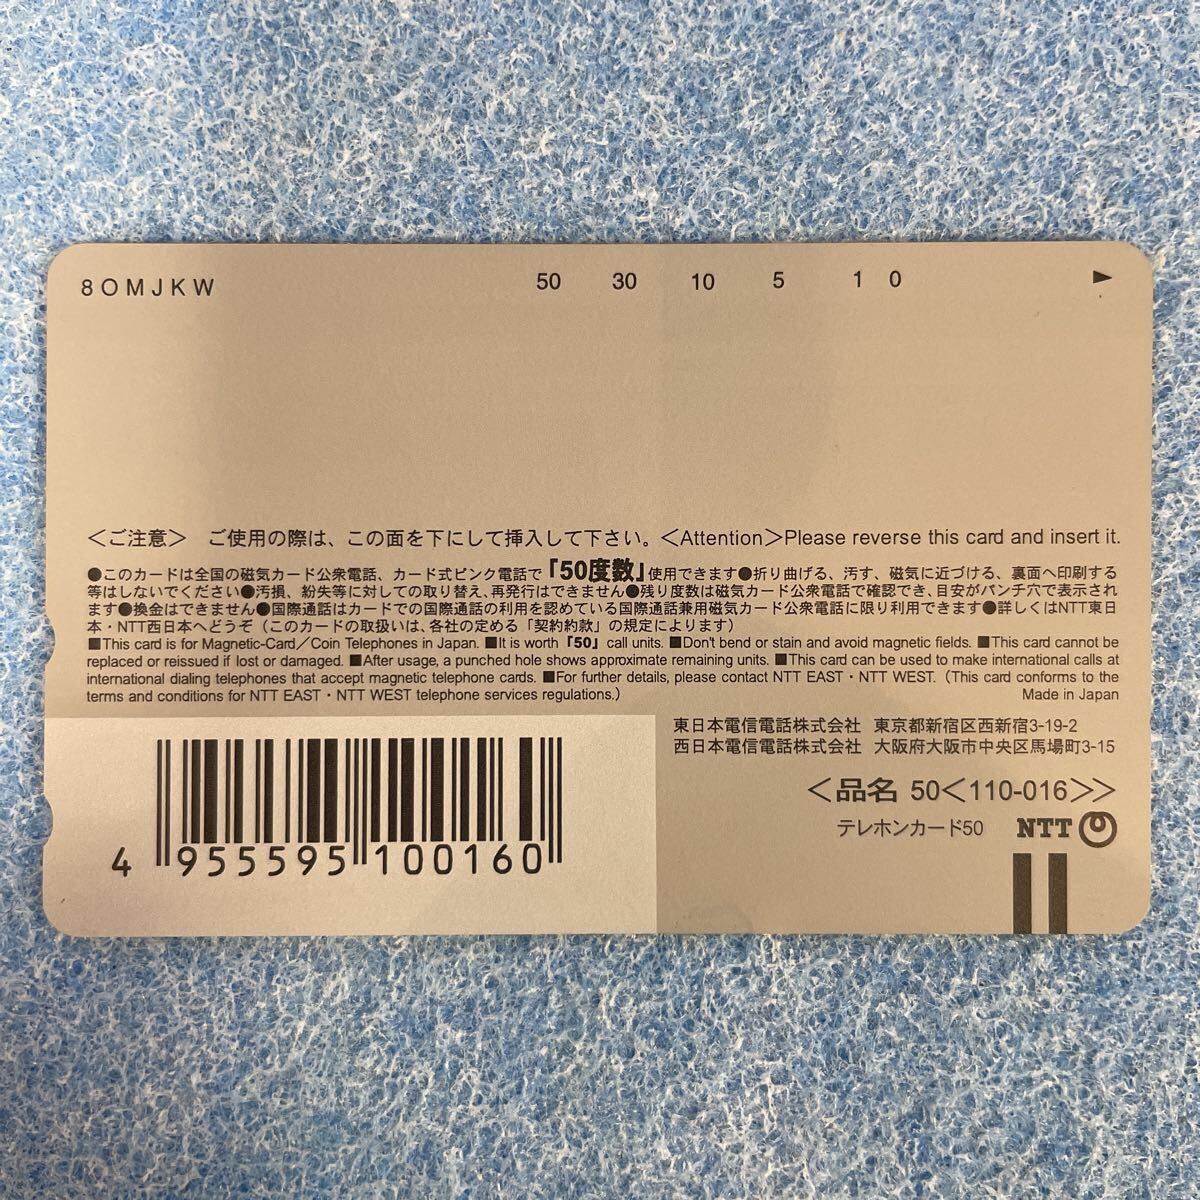 8OMJKW 50 30 10 5 1 0 ▶
＜ご注意＞ ご使用の際は、この面を下にして挿入して下さい。＜Attention＞Please reverse this card and insert it.
●このカードは全国の磁気カード公衆電話、カード式ピンク電話で「50度数」使用できます●折り曲げる、汚す、磁気に近づける、裏面へ印刷する
等はしないでください●汚損、紛失等に対しての取り替え、再発行はできません●残り度数は磁気カード公衆電話で確認でき、目安がパンチ穴で表示され
ます●換金はできません●国際通話はカードでの国際通話の利用を認めている国際通話兼用磁気カード公衆電話に限り利用できます●詳しくはNTT東日
本・NTT西日本へどうぞ（このカードの取扱いは、各社の定める「契約約款」の規定によります）
■This card is for Magnetic-Card／Coin Telephones in Japan. ■It is worth「50」call units. ■Don't bend or stain and avoid magnetic fields. ■This card cannot be
replaced or reissued if lost or damaged. ■After usage, a punched hole shows approximate remaining units. ■This card can be used to make international calls at
international dialing telephones that accept magnetic telephone cards. ■For further details, please contact NTT EAST・NTT WEST.（This card conforms to the
terms and conditions for NTT EAST・NTT WEST telephone services regulations.） Made in Japan
東日本電信電話株式会社 東京都新宿区西新宿3-19-2
西日本電信電話株式会社 大阪府大阪市中央区馬場町3-15
＜品名 50＜110-016＞＞
テレホンカード50 NTT
4 955595 100160